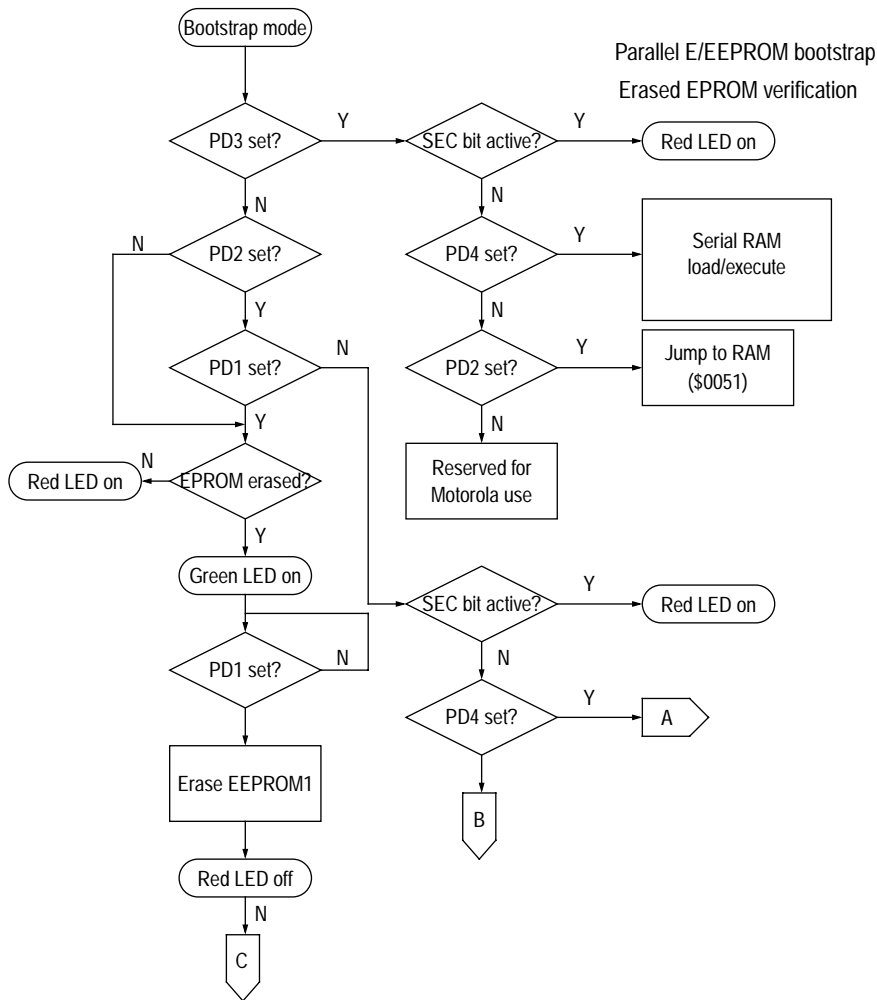 Bootstrap mode
Parallel E/EEPROM bootstrap
Erased EPROM verification
PD3 set?
Y
SEC bit active?
Y
Red LED on
N
N
N
PD2 set?
PD4 set?
Y
Serial RAM
load/execute
Y
N
PD1 set?
N
PD2 set?
Y
Jump to RAM
($0051)
Y
N
Red LED on
N
EPROM erased?
Reserved for
Motorola use
Y
Green LED on
SEC bit active?
Y
Red LED on
PD1 set?
N
N
PD4 set?
Y
A
Erase EEPROM1
B
Red LED off
N
C